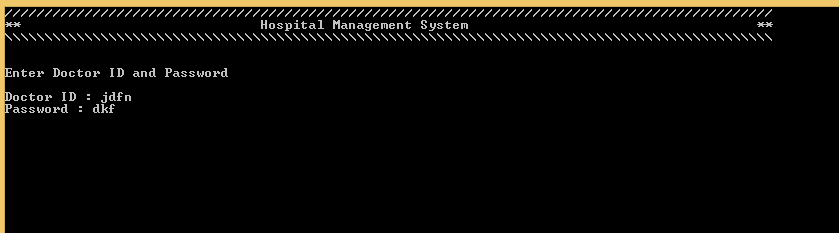 ////////////////////////////////////////////////////////////////////////////////////////////////
** Hospital Management System **
\\\\\\\\\\\\\\\\\\\\\\\\\\\\\\\\\\\\\\\\\\\\\\\\\\\\\\\\\\\\\\\\\\\\\\\\\\\\\\\\\\\\\\\\\\\\\\\\
Enter Doctor ID and Password
Doctor ID : jdfn
Password : dkf